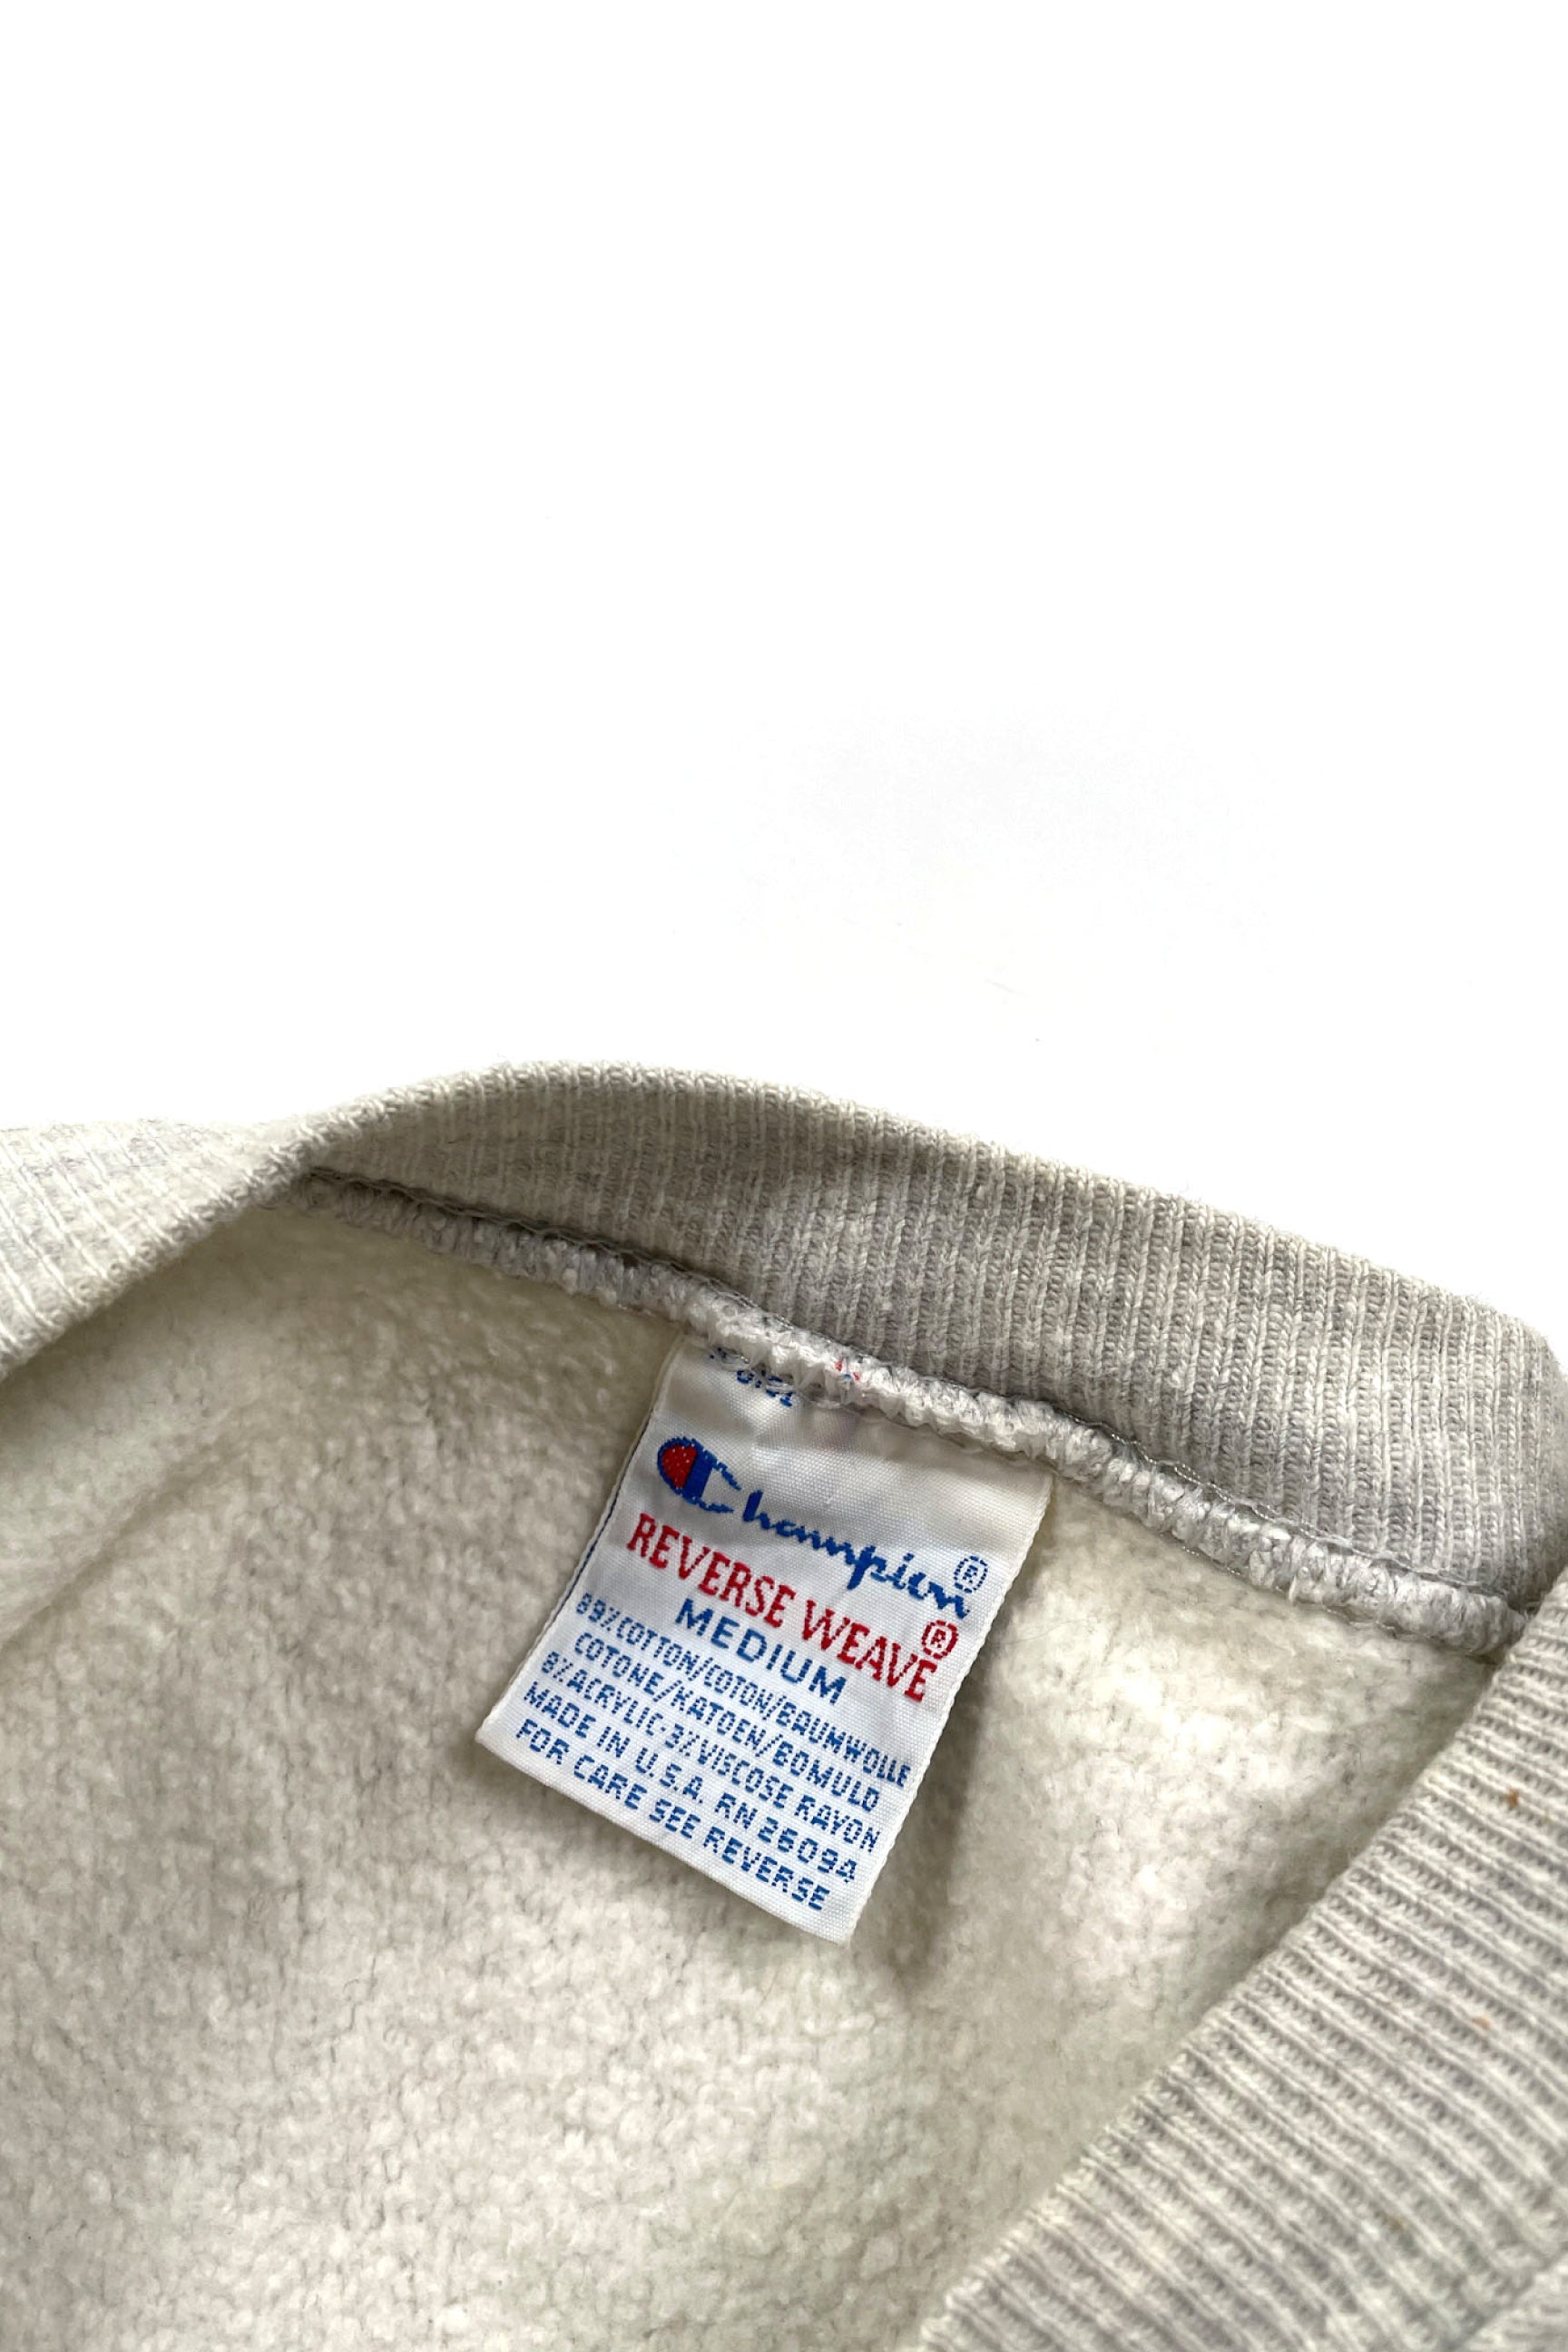 Champion®
REVERSE WEAVE®
MEDIUM
89%COTTON/COTON/BAUMWOLLE
COTONE/KATOEN/BOMULD
8%ACRYLIC·3%VISCOSE RAYON
MADE IN U.S.A. RN 26094
FOR CARE SEE REVERSE